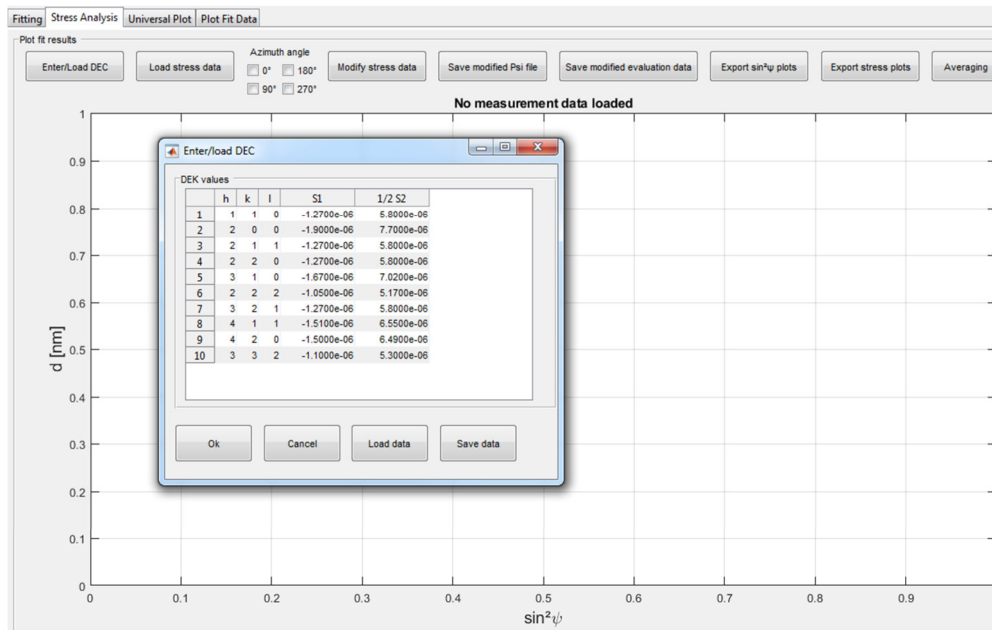 Fitting Stress Analysis Universal Plot Plot Fit Data
Plot fit results
Enter/Load DEC Load stress data Azimuth angle Modify stress data Save modified Psi file Save modified evaluation data Export sin²ψ plots Export stress plots Averaging
0° 180°
90° 270°
No measurement data loaded
Enter/load DEC
DEK values
h k l S1 1/2 S2
1 1 1 0 -1.2700e-06 5.8000e-06
2 2 0 0 -1.9000e-06 7.7000e-06
3 2 1 1 -1.2700e-06 5.8000e-06
4 2 2 0 -1.2700e-06 5.8000e-06
5 3 1 0 -1.6700e-06 7.0200e-06
6 2 2 2 -1.0500e-06 5.1700e-06
7 3 2 1 -1.2700e-06 5.8000e-06
8 4 1 1 -1.5100e-06 6.5500e-06
9 4 2 0 -1.5000e-06 6.4900e-06
10 3 3 2 -1.1000e-06 5.3000e-06
Ok Cancel Load data Save data
1
0.9
0.8
0.7
0.6
0.5
0.4
0.3
0.2
0.1
0
d [nm]
0 0.1 0.2 0.3 0.4 0.5 0.6 0.7 0.8 0.9
sin²ψ